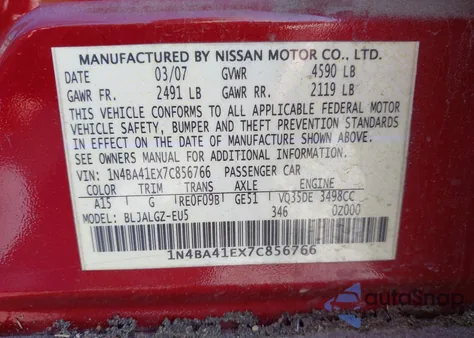 MANUFACTURED BY NISSAN MOTOR CO., LTD.
DATE 03/07 GVWR 4590 LB
GAWR FR. 2491 LB GAWR RR. 2119 LB
THIS VEHICLE CONFORMS TO ALL APPLICABLE FEDERAL MOTOR
VEHICLE SAFETY, BUMPER AND THEFT PREVENTION STANDARDS
IN EFFECT ON THE DATE OF MANUFACTURE SHOWN ABOVE.
SEE OWNERS MANUAL FOR ADDITIONAL INFORMATION.
VIN: 1N4BA41EX7C856766 PASSENGER CAR
COLOR TRIM TRANS AXLE ENGINE
A15 G RE0F09B GE51 VQ35DE 3498CC
MODEL: BLJALGZ-EU5 346 0Z000
1N4BA41EX7C856766
autoSnap